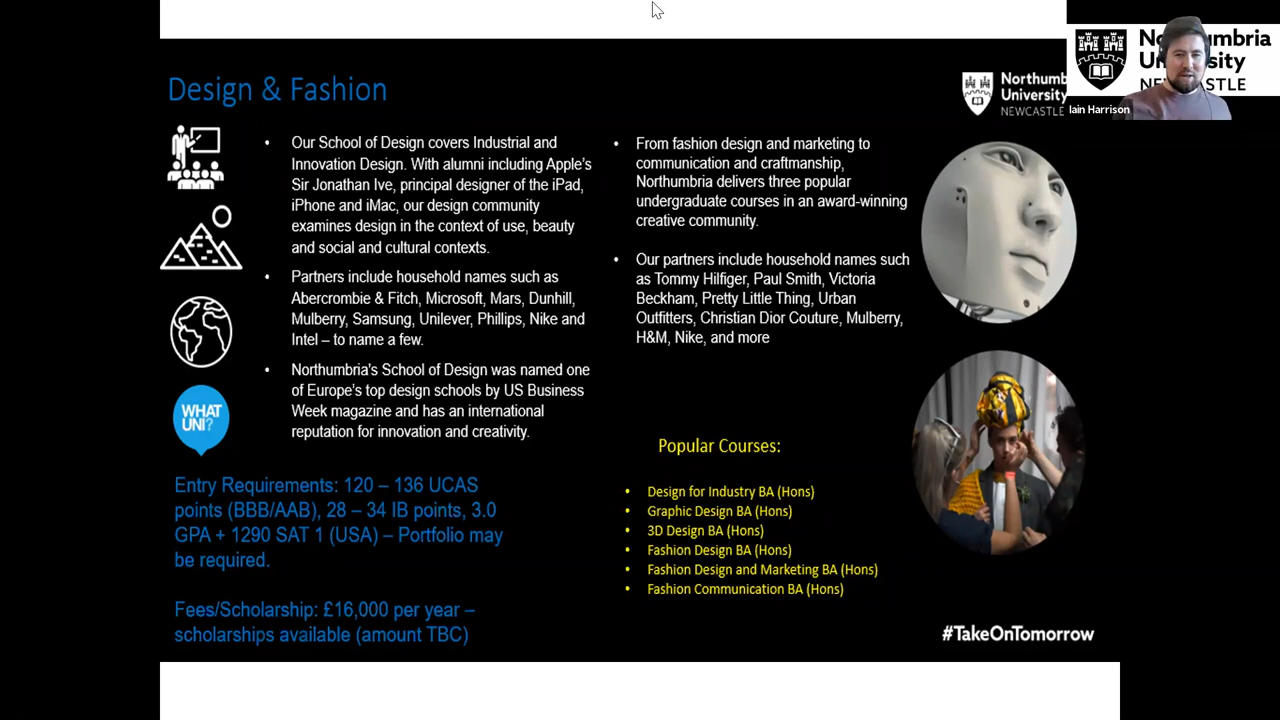 Design & Fashion
Northumb
University
NEWCASTLE
Iain Harrison
Our School of Design covers Industrial and
Innovation Design. With alumni including Apple's
Sir Jonathan Ive, principal designer of the iPad,
iPhone and iMac, our design community
examines design in the context of use, beauty
and social and cultural contexts.
Partners include household names such as
Abercrombie & Fitch, Microsoft, Mars, Dunhill,
Mulberry, Samsung, Unilever, Phillips, Nike and
Intel – to name a few.
Northumbria's School of Design was named one
of Europe's top design schools by US Business
Week magazine and has an international
reputation for innovation and creativity.
WHAT
UNI?
Entry Requirements: 120 – 136 UCAS
points (BBB/AAB), 28 – 34 IB points, 3.0
GPA + 1290 SAT 1 (USA) – Portfolio may
be required.
Fees/Scholarship: £16,000 per year –
scholarships available (amount TBC)
From fashion design and marketing to
communication and craftmanship,
Northumbria delivers three popular
undergraduate courses in an award-winning
creative community.
Our partners include household names such
as Tommy Hilfiger, Paul Smith, Victoria
Beckham, Pretty Little Thing, Urban
Outfitters, Christian Dior Couture, Mulberry,
H&M, Nike, and more
Popular Courses:
Design for Industry BA (Hons)
Graphic Design BA (Hons)
3D Design BA (Hons)
Fashion Design BA (Hons)
Fashion Design and Marketing BA (Hons)
Fashion Communication BA (Hons)
#TakeOnTomorrow